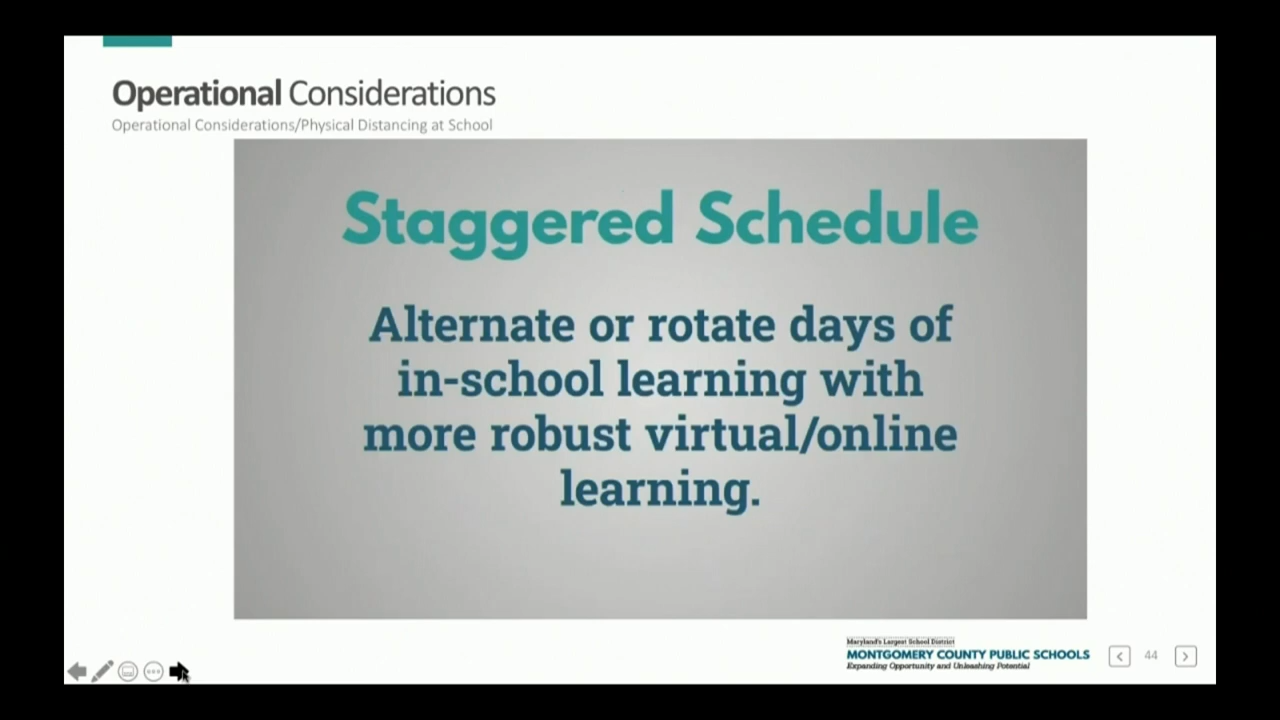 Operational Considerations
Operational Considerations/Physical Distancing at School
Staggered Schedule
Alternate or rotate days of
in-school learning with
more robust virtual/online
learning.
Maryland's Largest School District
MONTGOMERY COUNTY PUBLIC SCHOOLS
Expanding Opportunity and Unleashing Potential
44